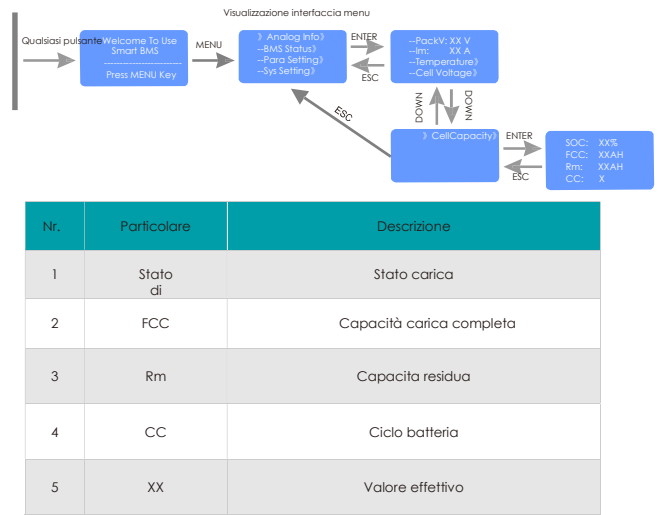 Visualizzazione interfaccia menu
Qualsiasi pulsante
Welcome To Use
Smart BMS
----------------------------
Press MENU Key
MENU
》 Analog Info》
--BMS Status》
--Para Setting》
--Sys Setting》
ENTER
ESC
--PackV: XX V
--Im: XX A
--Temperature》
--Cell Voltage》
DOWN
DOWN
ESC
》 CellCapacity》
ENTER
ESC
SOC: XX%
FCC: XXAH
Rm: XXAH
CC: X
Nr. Particolare Descrizione
1 Stato di Stato carica
2 FCC Capacità carica completa
3 Rm Capacita residua
4 CC Ciclo batteria
5 XX Valore effettivo